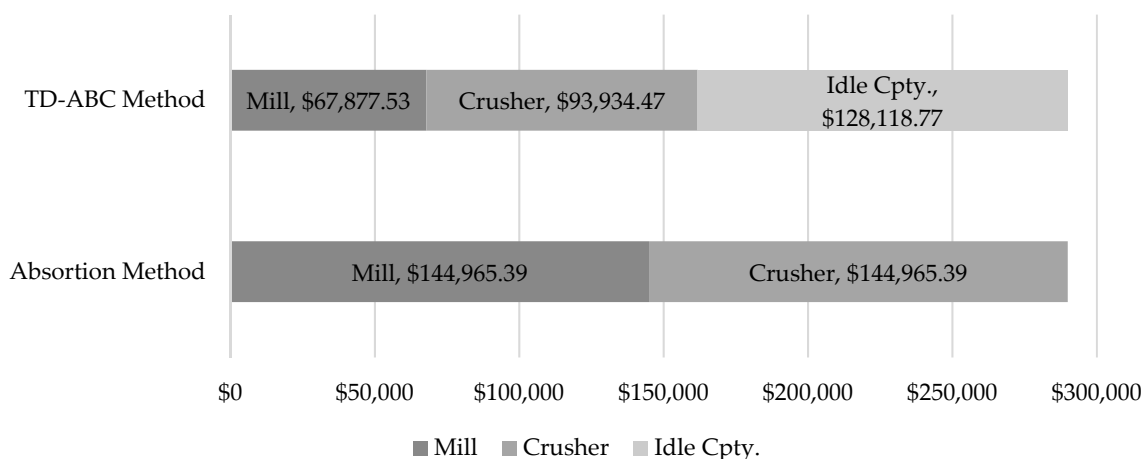 TD-ABC Method
Mill, $67,877.53
Crusher, $93,934.47
Idle Cpty.,
$128,118.77
Absortion Method
Mill, $144,965.39
Crusher, $144,965.39
$0 $50,000 $100,000 $150,000 $200,000 $250,000 $300,000
Mill Crusher Idle Cpty.